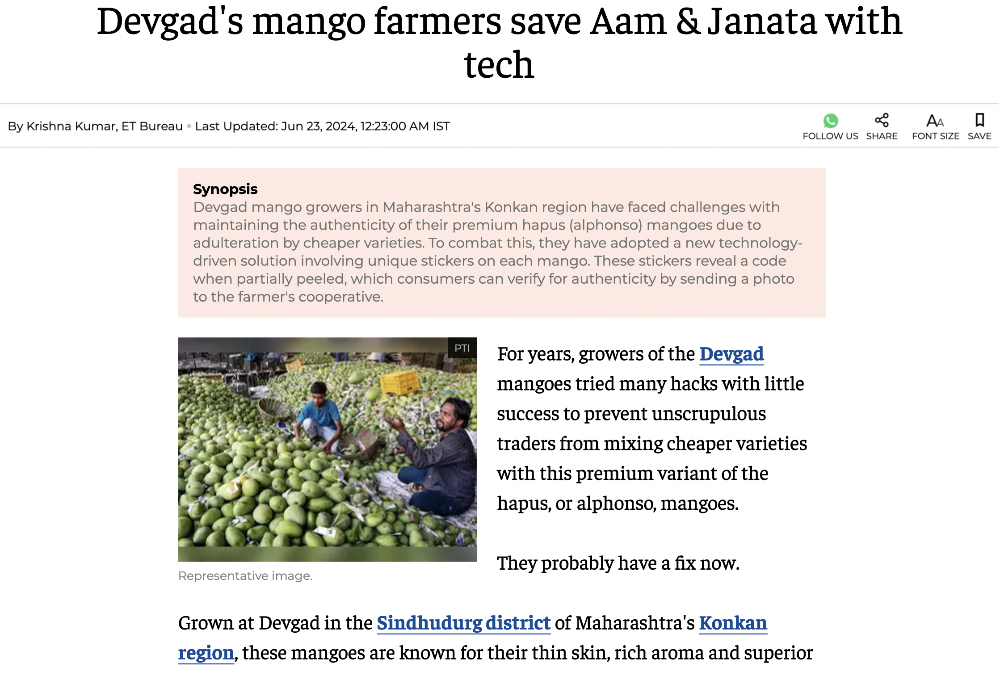 Devgad's mango farmers save Aam & Janata with
tech
By Krishna Kumar, ET Bureau • Last Updated: Jun 23, 2024, 12:23:00 AM IST
FOLLOW US
SHARE
FONT SIZE
SAVE
Synopsis
Devgad mango growers in Maharashtra's Konkan region have faced challenges with
maintaining the authenticity of their premium hapus (alphonso) mangoes due to
adulteration by cheaper varieties. To combat this, they have adopted a new technology-
driven solution involving unique stickers on each mango. These stickers reveal a code
when partially peeled, which consumers can verify for authenticity by sending a photo
to the farmer's cooperative.
PTI
Representative image.
For years, growers of the Devgad
mangoes tried many hacks with little
success to prevent unscrupulous
traders from mixing cheaper varieties
with this premium variant of the
hapus, or alphonso, mangoes.
They probably have a fix now.
Grown at Devgad in the Sindhudurg district of Maharashtra's Konkan
region, these mangoes are known for their thin skin, rich aroma and superior